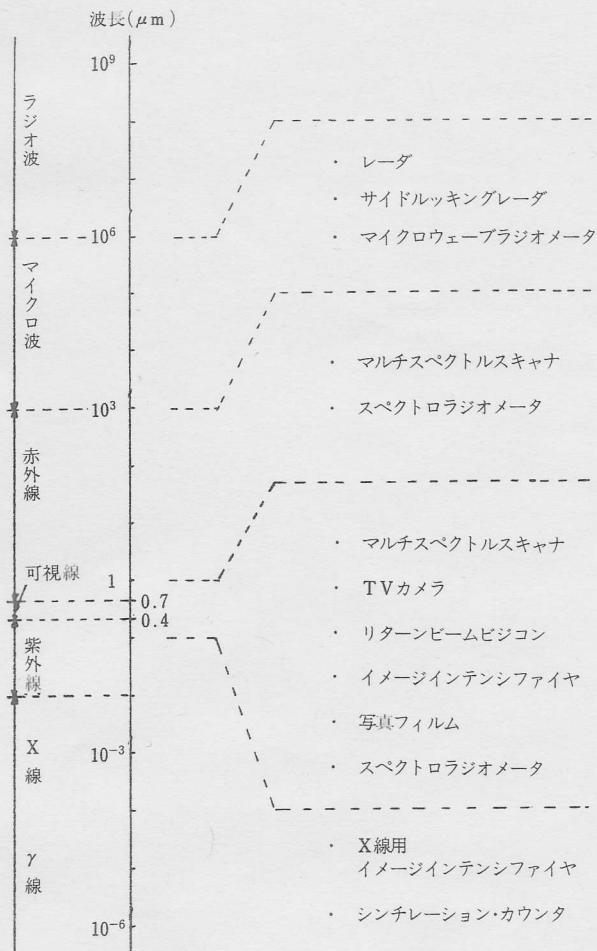 波長(μm)
10⁹
ラジオ波
・ レーダ
・ サイドルッキングレーダ
10⁶
・ マイクロウェーブラジオメータ
マイクロ波
・ マルチスペクトルスキャナ
10³
・ スペクトロラジオメータ
赤外線
・ マルチスペクトルスキャナ
可視線
1
・ TVカメラ
0.7
0.4
・ リターンビームビジコン
紫外線
・ イメージインテンシファイヤ
・ 写真フィルム
X線
10⁻³
・ スペクトロラジオメータ
・ X線用
イメージインテンシファイヤ
γ線
・ シンチレーション・カウンタ
10⁻⁶